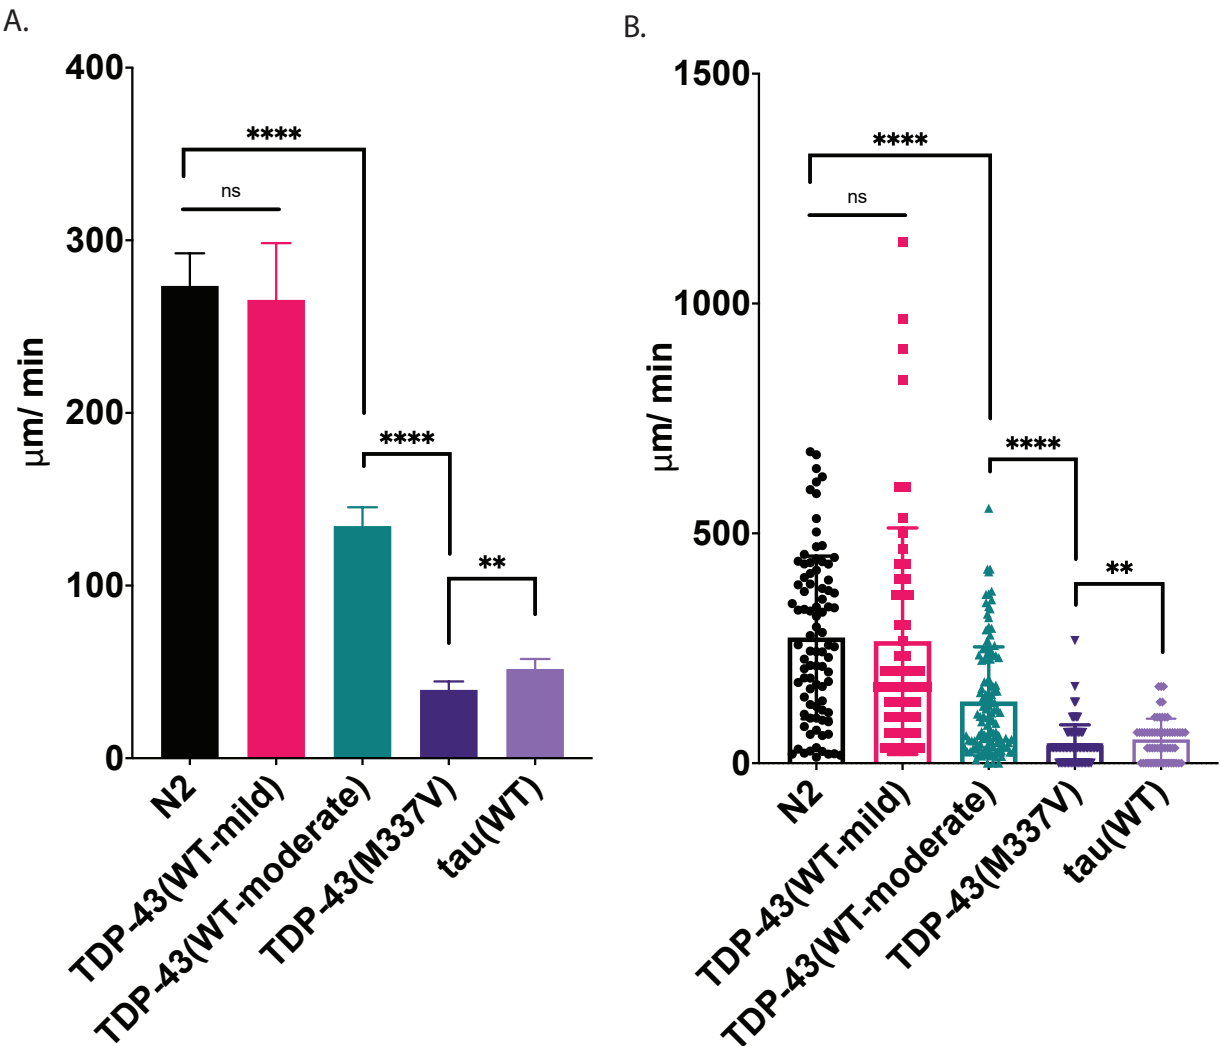 A.
400
300
200
100
0
μm/ min
****
ns
****
**
N2
TDP-43(WT-mild)
TDP-43(WT-moderate)
TDP-43(M337V)
tau(WT)
B.
1500
1000
500
0
μm/ min
****
ns
****
**
N2
TDP-43(WT-mild)
TDP-43(WT-moderate)
TDP-43(M337V)
tau(WT)